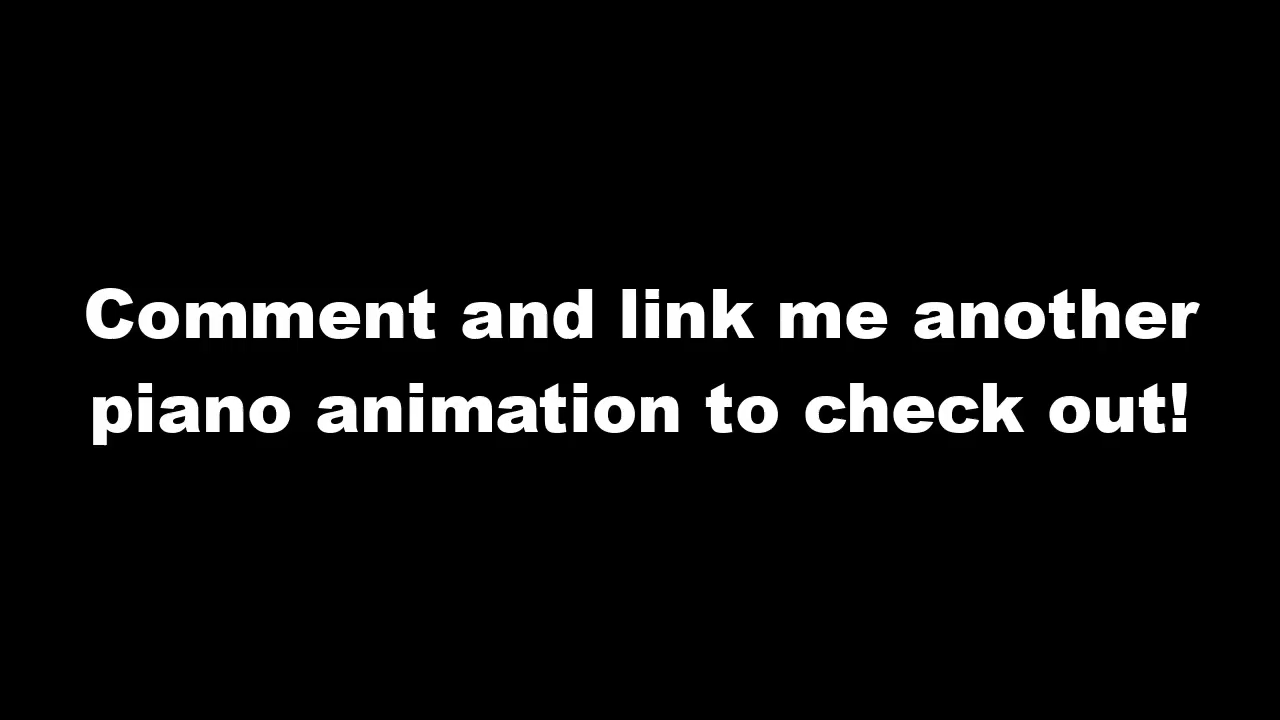 Comment and link me another
piano animation to check out!